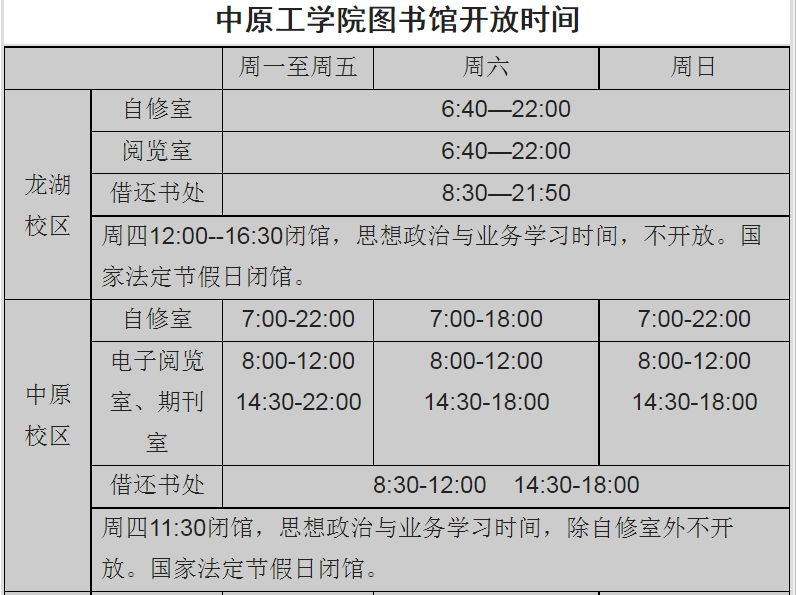 中原工学院图书馆开放时间
周一至周五 周六 周日
龙湖
校区
自修室 6:40—22:00
阅览室 6:40—22:00
借还书处 8:30—21:50
周四12:00--16:30闭馆，思想政治与业务学习时间，不开放。国
家法定节假日闭馆。
中原
校区
自修室 7:00-22:00 7:00-18:00 7:00-22:00
电子阅览 8:00-12:00 8:00-12:00 8:00-12:00
室、期刊 14:30-22:00 14:30-18:00 14:30-18:00
室
借还书处 8:30-12:00 14:30-18:00
周四11:30闭馆，思想政治与业务学习时间，除自修室外不开
放。国家法定节假日闭馆。